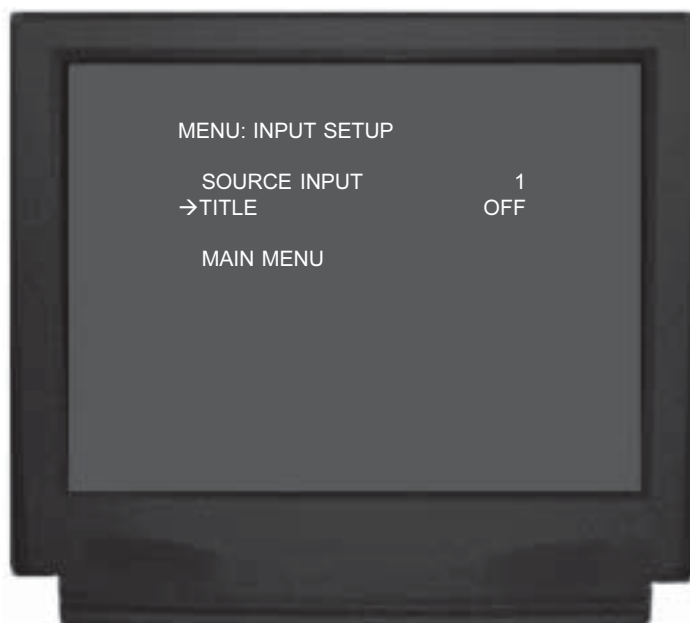 MENU: INPUT SETUP
SOURCE INPUT 1
→TITLE OFF
MAIN MENU